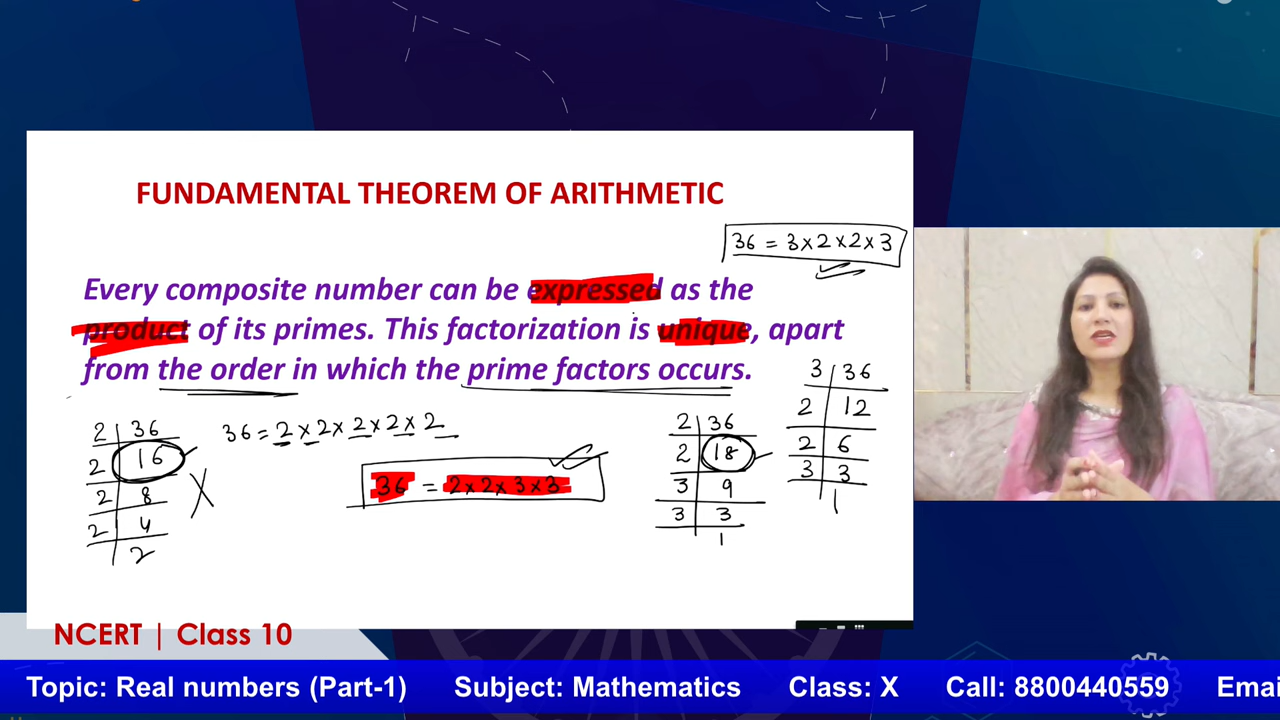 FUNDAMENTAL THEOREM OF ARITHMETIC
36 = 3 x 2 x 2 x 3
Every composite number can be expressed as the
product of its primes. This factorization is unique, apart
from the order in which the prime factors occurs.
2 | 36
2 | 16
2 | 8
2 | 4
2
36 = 2 x 2 x 2 x 2 x 2
36 = 2 x 2 x 3 x 3
2 | 36
2 | 18
3 | 9
3 | 3
1
3 | 36
2 | 12
2 | 6
3 | 3
1
NCERT | Class 10
Topic: Real numbers (Part-1) Subject: Mathematics Class: X Call: 8800440559 Emai